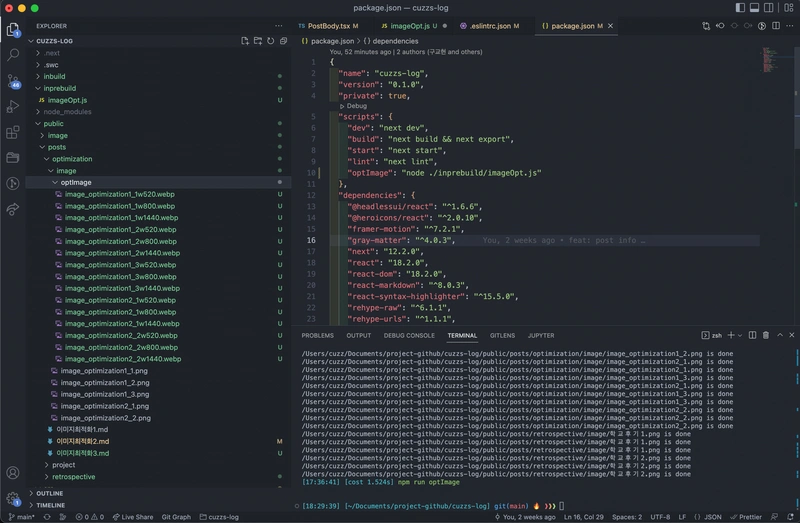 package.json — cuzzs-log
EXPLORER
CUZZS-LOG
.next
.swc
inbuild
inprebuild
JS imageOpt.js U
node_modules
public
image
posts
optimization
image
optImage
image_optimization1_1w520.webp U
image_optimization1_1w800.webp U
image_optimization1_1w1440.webp U
image_optimization1_2w520.webp U
image_optimization1_2w800.webp U
image_optimization1_2w1440.webp U
image_optimization1_3w520.webp U
image_optimization1_3w800.webp U
image_optimization1_3w1440.webp U
image_optimization2_1w520.webp U
image_optimization2_1w800.webp U
image_optimization2_1w1440.webp U
image_optimization2_2w520.webp U
image_optimization2_2w800.webp U
image_optimization2_2w1440.webp U
image_optimization1_1.png
image_optimization1_2.png
image_optimization1_3.png
image_optimization2_1.png
image_optimization2_2.png
이미지최적화1.md
이미지최적화2.md M
이미지최적화3.md U
project
retrospective
OUTLINE
TIMELINE
PostBody.tsx M
JS imageOpt.js U
.eslintrc.json M
{} package.json M
{} package.json > {} dependencies
You, 52 minutes ago | 2 authors (구교현 and others)
1 {
2 "name": "cuzzs-log",
3 "version": "0.1.0",
4 "private": true,
Debug
5 "scripts": {
6 "dev": "next dev",
7 "build": "next build && next export",
8 "start": "next start",
9 "lint": "next lint",
10 "optImage": "node ./inprebuild/imageOpt.js"
11 },
12 "dependencies": {
13 "@headlessui/react": "^1.6.6",
14 "@heroicons/react": "^2.0.10",
15 "framer-motion": "^7.2.1",
16 "gray-matter": "^4.0.3", You, 2 weeks ago • feat: post info …
17 "next": "12.2.0",
18 "react": "18.2.0",
19 "react-dom": "18.2.0",
20 "react-markdown": "^8.0.3",
21 "react-syntax-highlighter": "^15.5.0",
22 "rehype-raw": "^6.1.1",
23 "rehype-urls": "^1.1.1",
PROBLEMS OUTPUT DEBUG CONSOLE TERMINAL GITLENS JUPYTER zsh
/Users/cuzz/Documents/project-github/cuzzs-log/public/posts/optimization/image/image_optimization1_2.png is done
/Users/cuzz/Documents/project-github/cuzzs-log/public/posts/optimization/image/image_optimization1_2.png is done
/Users/cuzz/Documents/project-github/cuzzs-log/public/posts/optimization/image/image_optimization2_1.png is done
/Users/cuzz/Documents/project-github/cuzzs-log/public/posts/optimization/image/image_optimization1_3.png is done
/Users/cuzz/Documents/project-github/cuzzs-log/public/posts/optimization/image/image_optimization2_1.png is done
/Users/cuzz/Documents/project-github/cuzzs-log/public/posts/optimization/image/image_optimization1_3.png is done
/Users/cuzz/Documents/project-github/cuzzs-log/public/posts/optimization/image/image_optimization1_3.png is done
/Users/cuzz/Documents/project-github/cuzzs-log/public/posts/optimization/image/image_optimization2_2.png is done
/Users/cuzz/Documents/project-github/cuzzs-log/public/posts/optimization/image/image_optimization2_2.png is done
/Users/cuzz/Documents/project-github/cuzzs-log/public/posts/optimization/image/image_optimization2_2.png is done
/Users/cuzz/Documents/project-github/cuzzs-log/public/posts/retrospective/image/학교후기1.png is done
/Users/cuzz/Documents/project-github/cuzzs-log/public/posts/retrospective/image/학교후기1.png is done
/Users/cuzz/Documents/project-github/cuzzs-log/public/posts/retrospective/image/학교후기1.png is done
/Users/cuzz/Documents/project-github/cuzzs-log/public/posts/retrospective/image/학교후기2.png is done
/Users/cuzz/Documents/project-github/cuzzs-log/public/posts/retrospective/image/학교후기2.png is done
/Users/cuzz/Documents/project-github/cuzzs-log/public/posts/retrospective/image/학교후기2.png is done
[17:36:41] [cost 1.524s] npm run optImage
[18:29:39] [~/Documents/project-github/cuzzs-log] git(main) 🔥 ❯❯❯
main* 0 0 Live Share Git Graph cuzzs-log You, 2 weeks ago Ln 16, Col 29 Spaces: 2 UTF-8 LF {} JSON Prettier